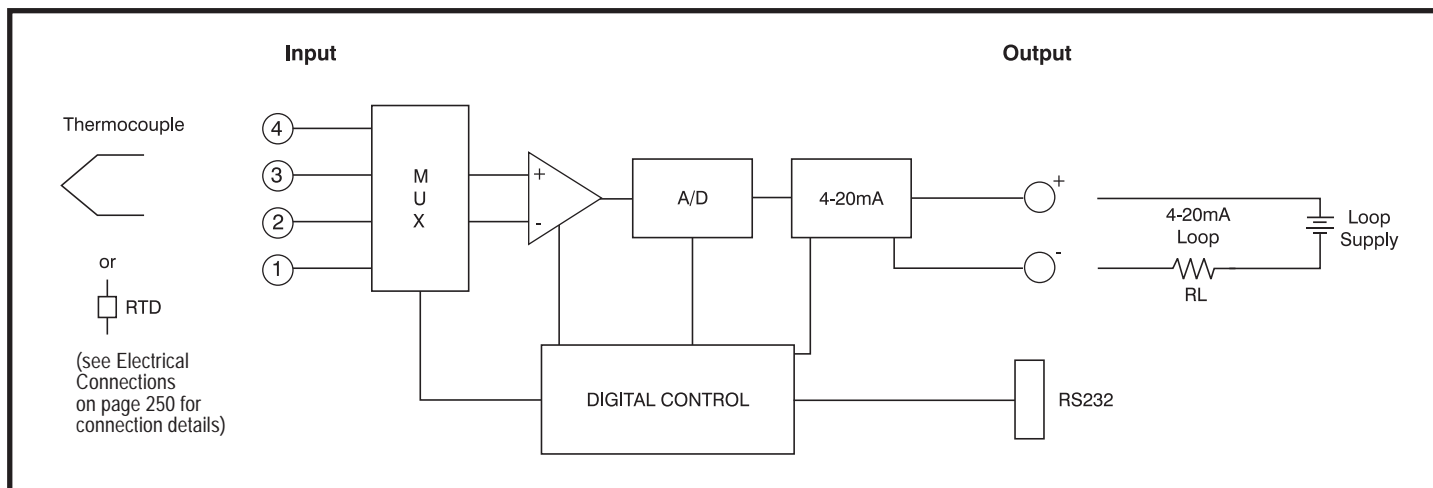 Input
Output
Thermocouple
4
3
2
1
M
U
X
+
-
A/D
4-20mA
+
-
4-20mA
Loop
RL
Loop
Supply
or
RTD
(see Electrical
Connections
on page 250 for
connection details)
DIGITAL CONTROL
RS232